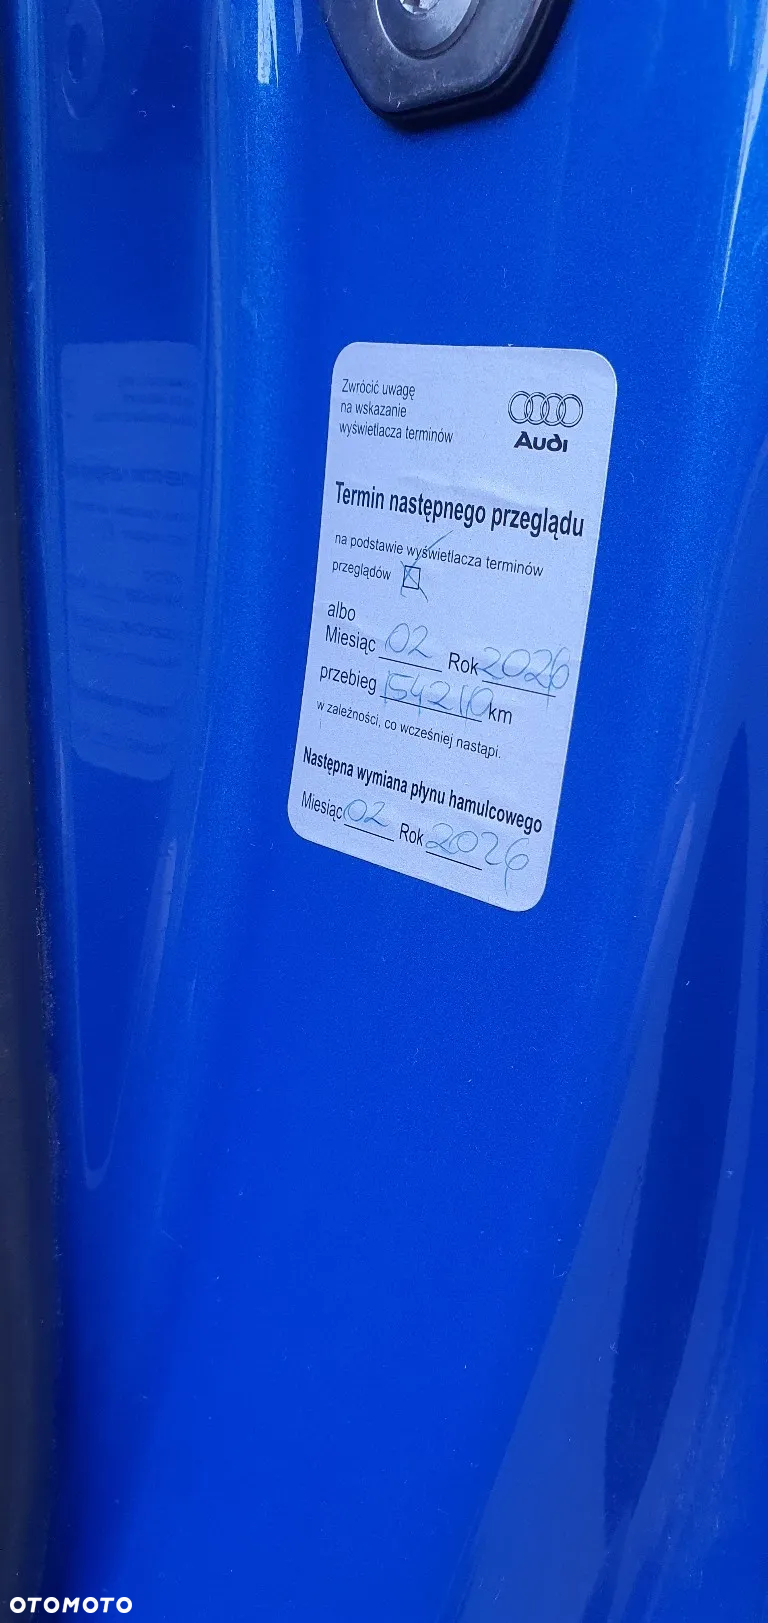 Zwrócić uwagę
na wskazanie
wyświetlacza terminów
Audi
Termin następnego przeglądu
na podstawie wyświetlacza terminów
przeglądów
albo
Miesiąc 02 Rok 2026
przebieg 154210 km
w zależności, co wcześniej nastąpi.
Następna wymiana płynu hamulcowego
Miesiąc 02 Rok 2026
OTOMOTO